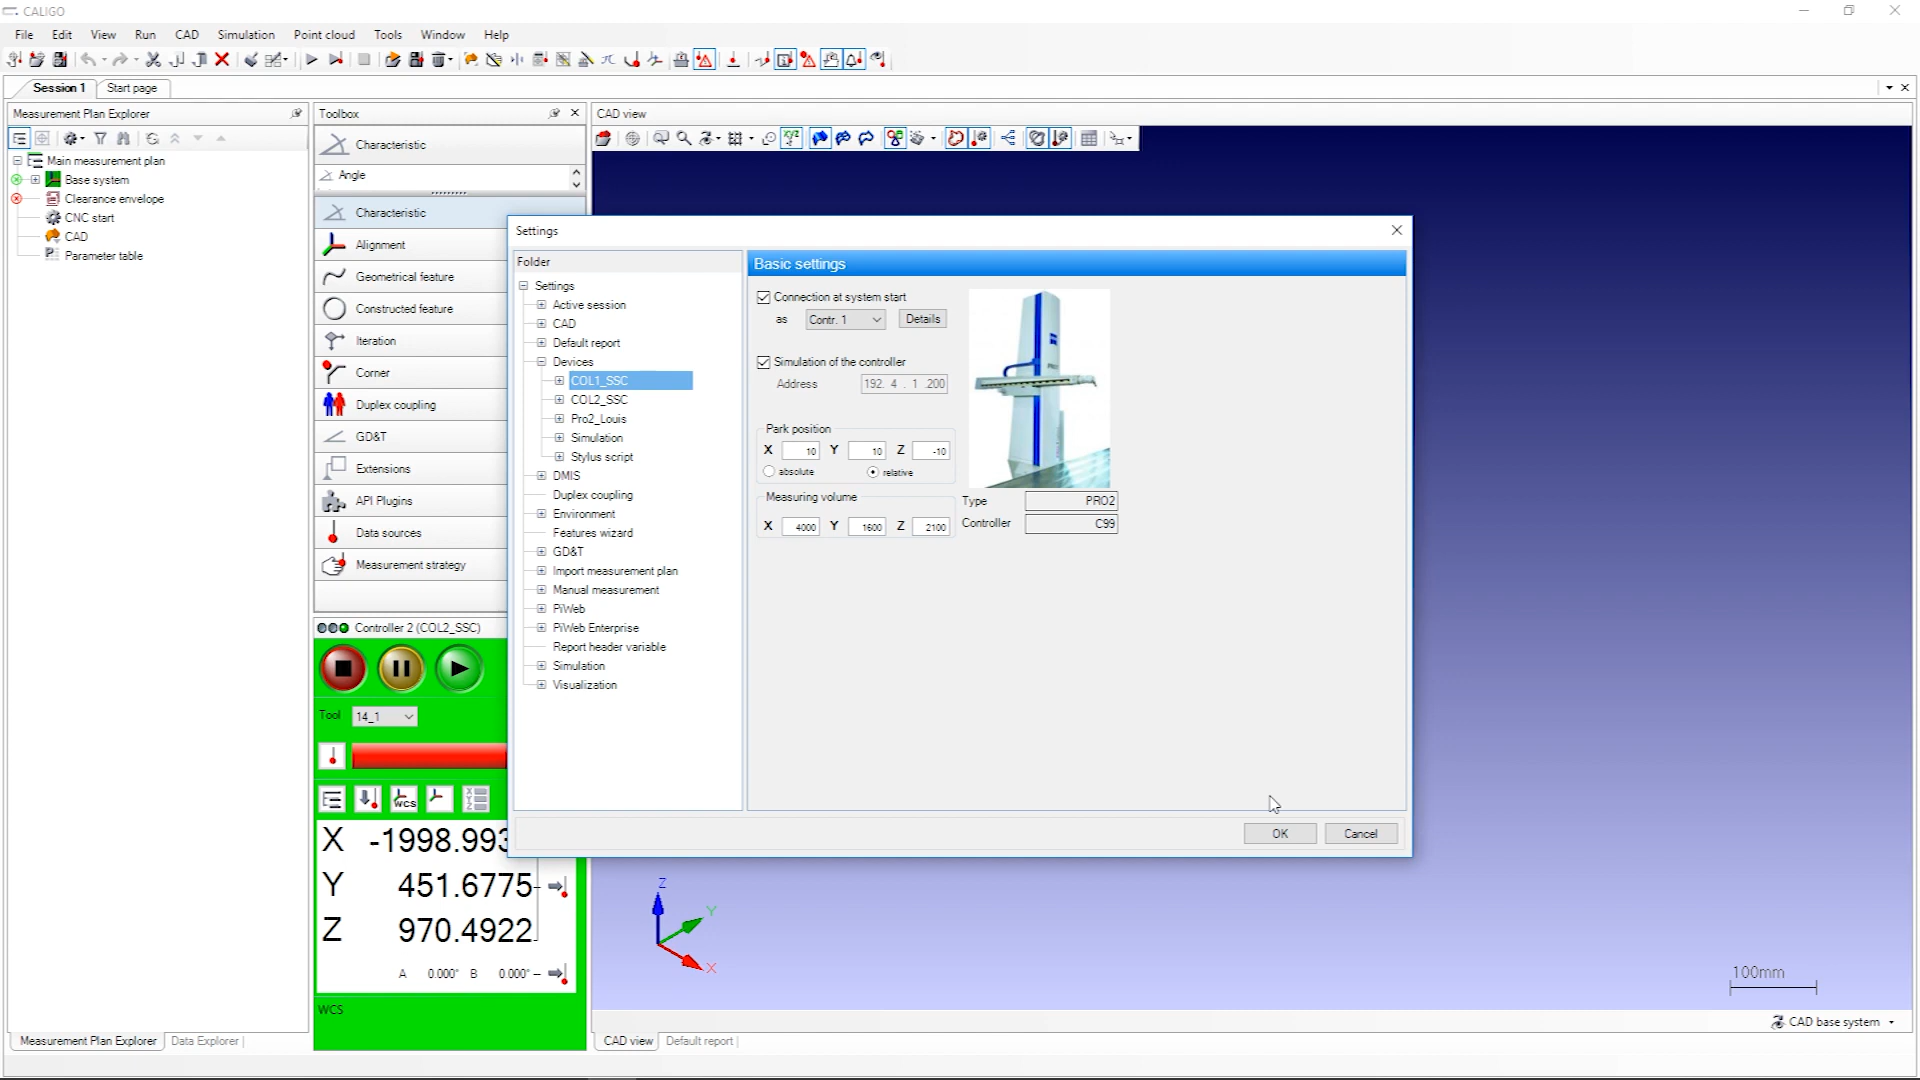 CALIGO
File Edit View Run CAD Simulation Point cloud Tools Window Help
Session 1 Start page
Measurement Plan Explorer
Main measurement plan
Base system
Clearance envelope
CNC start
CAD
Parameter table
Measurement Plan Explorer Data Explorer
Toolbox
Characteristic
Angle
Characteristic
Alignment
Geometrical feature
Constructed feature
Iteration
Corner
Duplex coupling
GD&T
Extensions
API Plugins
Data sources
Measurement strategy
Controller 2 (COL2_SSC)
Tool 14_1
WCS
X -1998.993
Y 451.6775
Z 970.4922
A 0.000° B 0.000°
WCS
CAD view
Settings
Folder
Settings
Active session
CAD
Default report
Devices
COL1_SSC
COL2_SSC
Pro2_Louis
Simulation
Stylus script
DMIS
Duplex coupling
Environment
Features wizard
GD&T
Import measurement plan
Manual measurement
PiWeb
PiWeb Enterprise
Report header variable
Simulation
Visualization
Basic settings
Connection at system start
as Contr. 1 Details
Simulation of the controller
Address 192. 4 . 1 .200
Park position
X 10 Y 10 Z -10
absolute relative
Measuring volume
X 4000 Y 1600 Z 2100
Type PRO2
Controller C99
OK Cancel
Z
Y
X
100mm
CAD base system
CAD view Default report